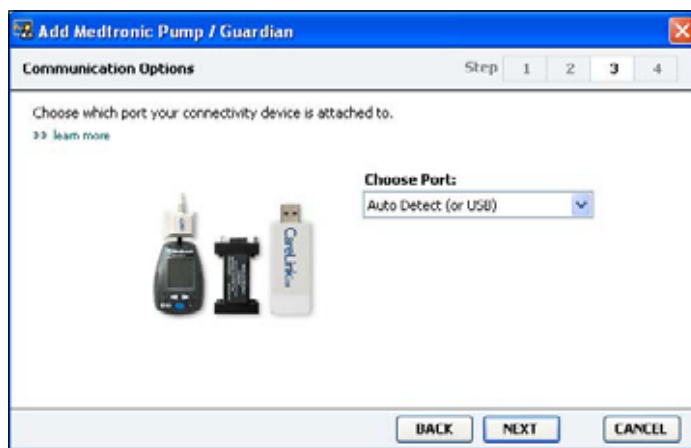 Add Medtronic Pump / Guardian
Communication Options
Step 1 2 3 4
Choose which port your connectivity device is attached to.
>> learn more
Choose Port:
Auto Detect (or USB)
CareLink
BACK NEXT CANCEL